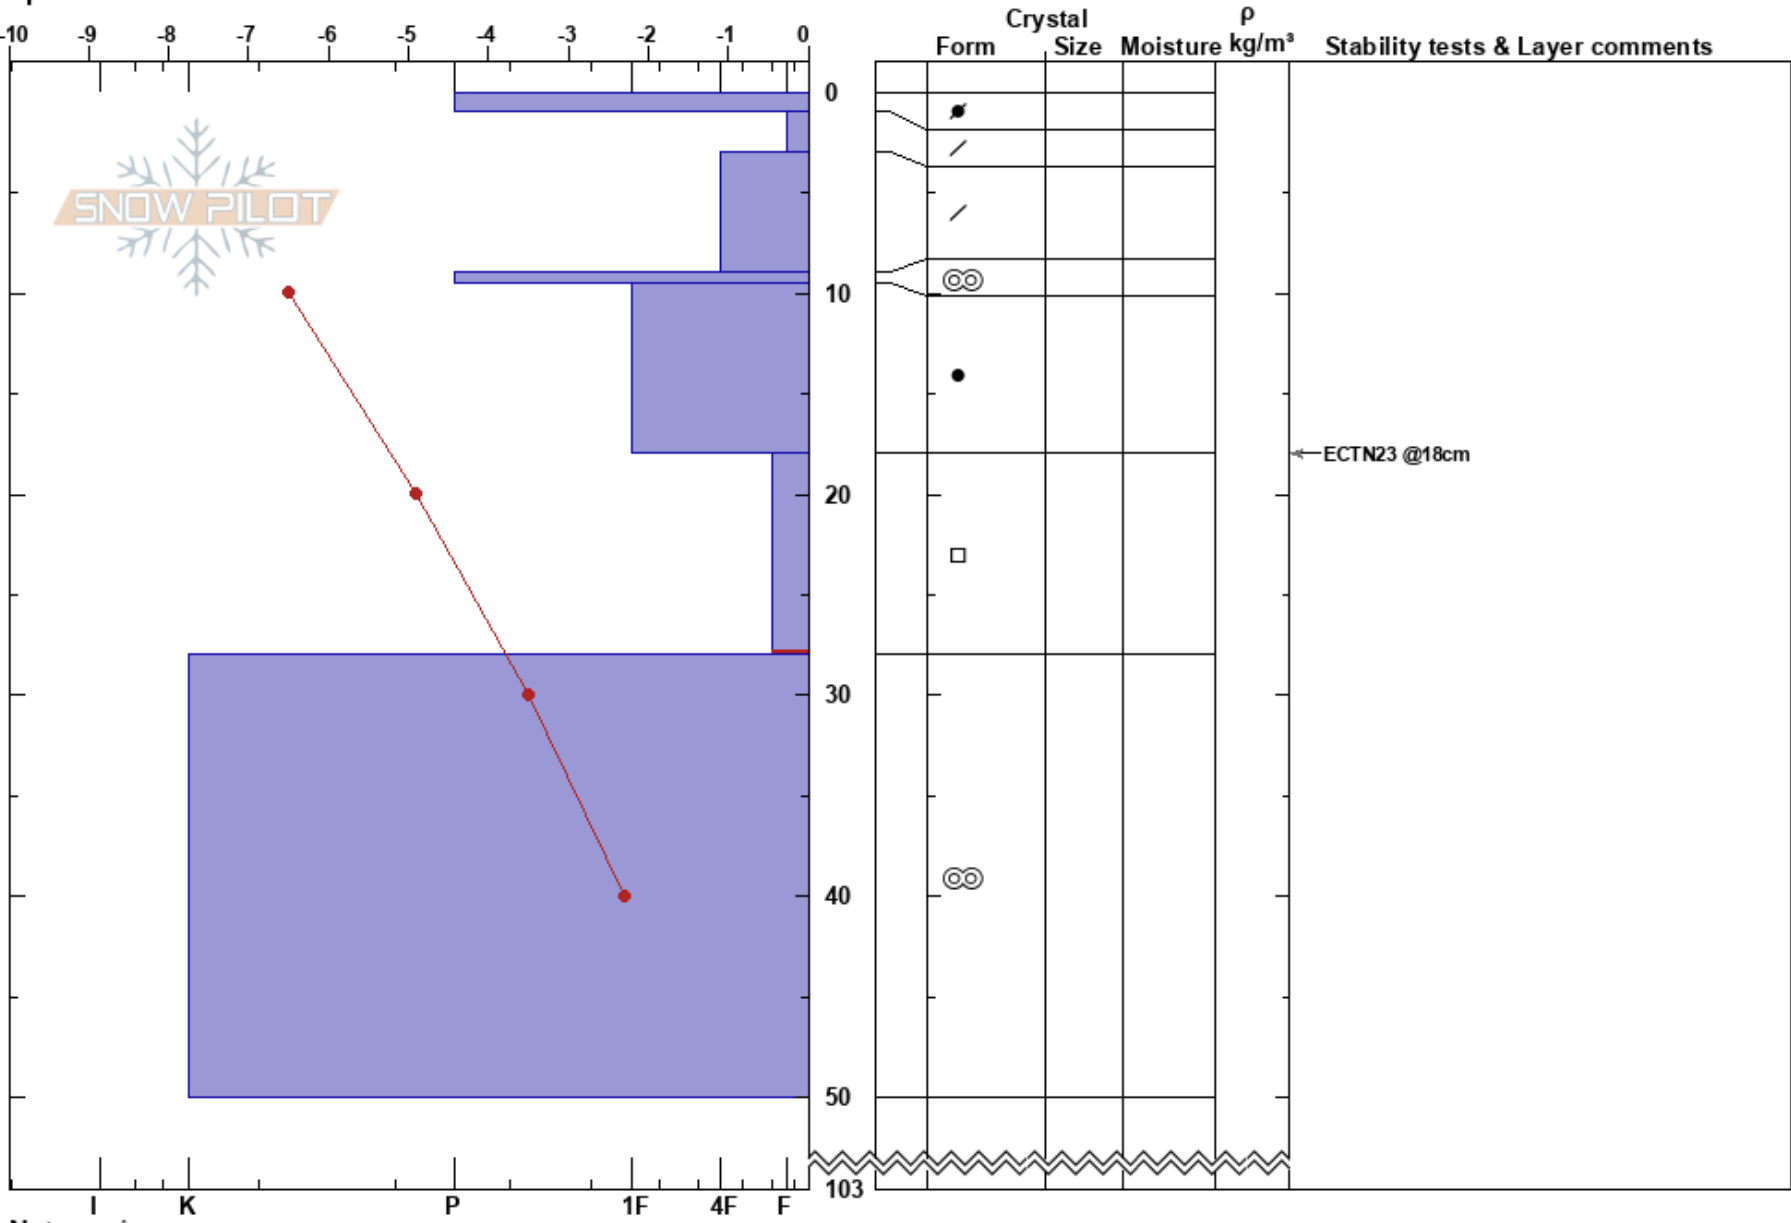 -10 -9 -8 -7 -6 -5 -4 -3 -2 -1 0
Crystal
Form Size Moisture ρ kg/m³ Stability tests & Layer comments
SNOW PILOT
0
10
ECTN23 @18cm
20
30
40
50
103
I K P 1F 4F F